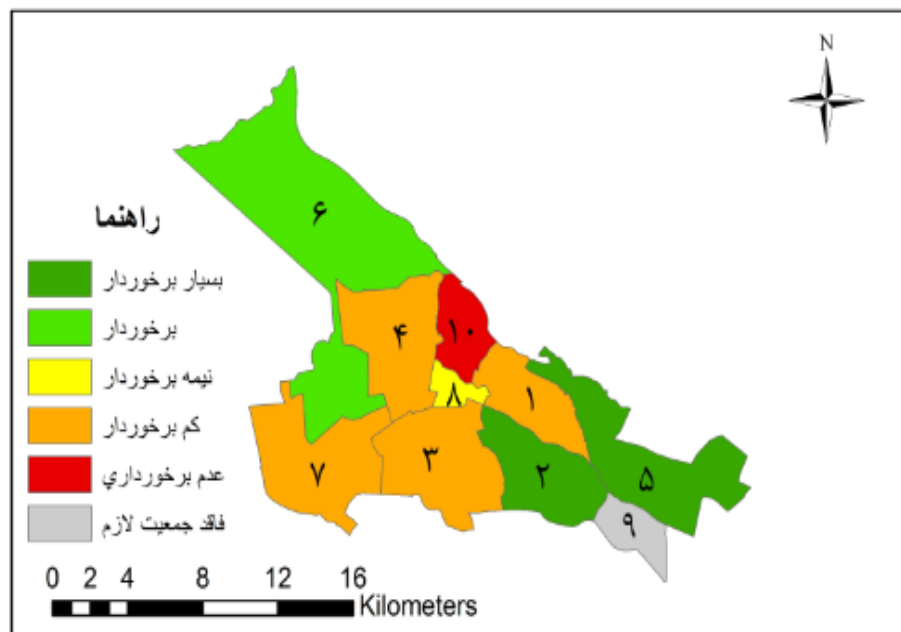 N
۶
راهنما
بسیار برخوردار
برخوردار
نیمه برخوردار
کم برخوردار
عدم برخورداري
فاقد جمعیت لازم
۴
۱۰
۸
۱
۷
۳
۲
۵
۹
0 2 4 8 12 16
Kilometers